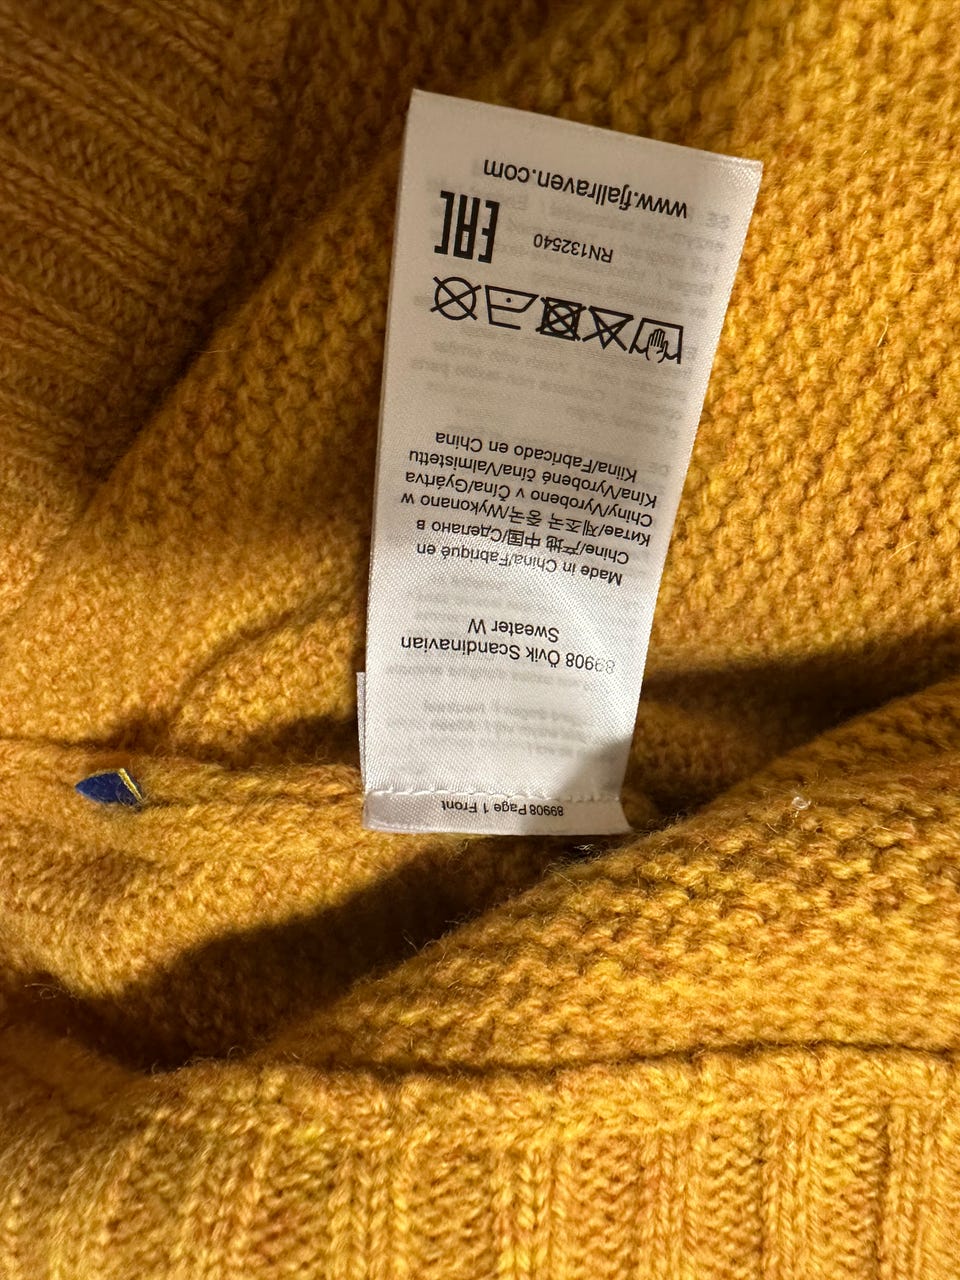 89908 Page 1 Front
89908 Övik Scandinavian
Sweater W
Made in China/Fabriqué en
Chine/产地 中国/Сделано в
Китае/제조국 중국/Wykonano w
Chiny/Vyrobeno v Čína/Gyártva
Kína/Vyrobené čína/Valmistettu
Kiina/Fabricado en China
RN132540
EAC
www.fjallraven.com